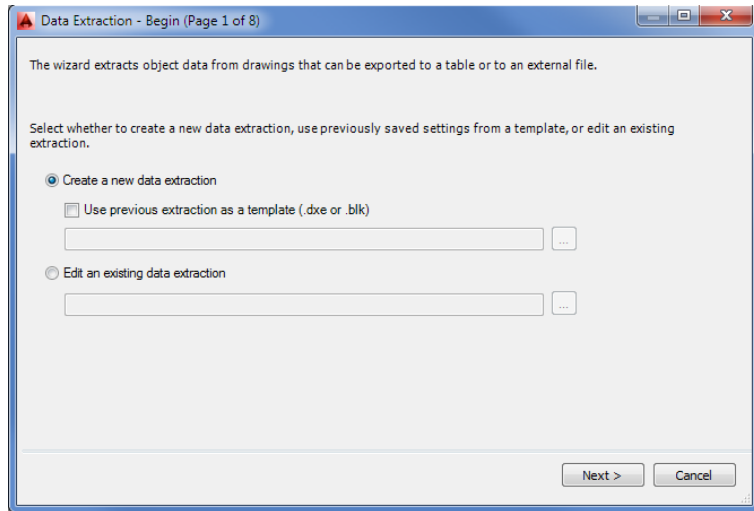 Data Extraction - Begin (Page 1 of 8)
The wizard extracts object data from drawings that can be exported to a table or to an external file.
Select whether to create a new data extraction, use previously saved settings from a template, or edit an existing
extraction.
Create a new data extraction
Use previous extraction as a template (.dxe or .blk)
...
Edit an existing data extraction
...
Next >
Cancel